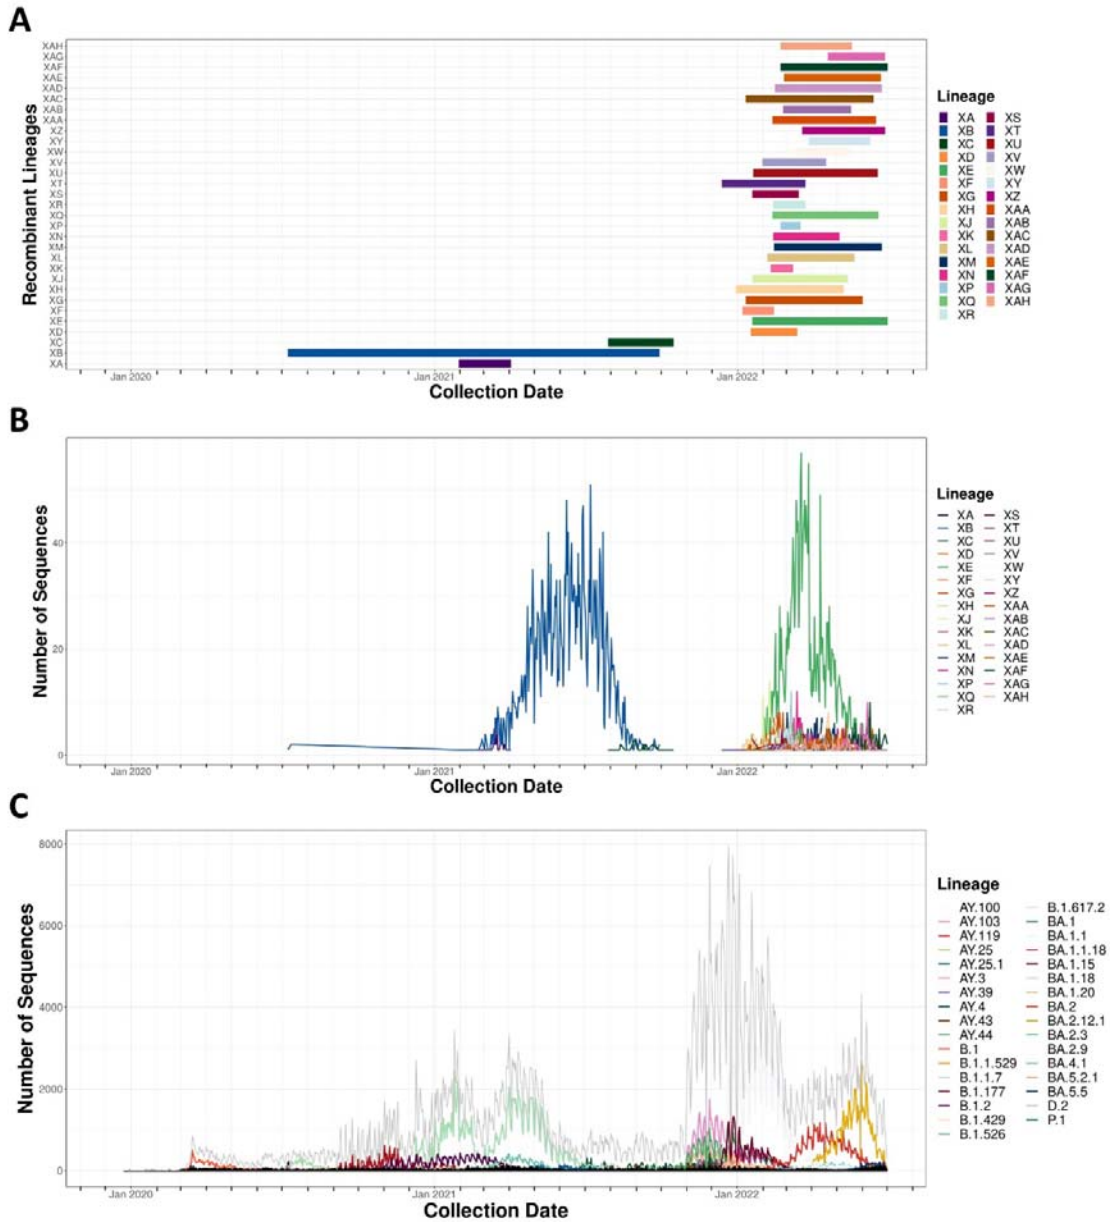 A
XAH
XAG
XAF
XAE
XAD
XAC
XAB
XAA
XZ
XY
XW
XV
XU
XT
XS
XR
XQ
XP
XN
XM
XL
XK
XJ
XH
XG
XF
XE
XD
XC
XB
XA
Recombinant Lineages
Jan 2020 Jan 2021 Jan 2022
Collection Date
Lineage
XA XS
XB XT
XC XU
XD XV
XE XW
XF XY
XG XZ
XH XAA
XJ XAB
XK XAC
XL XAD
XM XAE
XN XAF
XP XAG
XQ XAH
XR
B
40
20
0
Number of Sequences
Jan 2020 Jan 2021 Jan 2022
Collection Date
Lineage
XA XS
XB XT
XC XU
XD XV
XE XW
XF XY
XG XZ
XH XAA
XJ XAB
XK XAC
XL XAD
XM XAE
XN XAF
XP XAG
XQ XAH
XR
C
8000
6000
4000
2000
0
Number of Sequences
Jan 2020 Jan 2021 Jan 2022
Collection Date
Lineage
AY.100 B.1.617.2
AY.103 BA.1
AY.119 BA.1.1
AY.25 BA.1.1.18
AY.25.1 BA.1.15
AY.3 BA.1.18
AY.39 BA.1.20
AY.4 BA.2
AY.43 BA.2.12.1
AY.44 BA.2.3
B.1 BA.2.9
B.1.1.529 BA.4.1
B.1.1.7 BA.5.2.1
B.1.177 BA.5.5
B.1.2 D.2
B.1.429 P.1
B.1.526